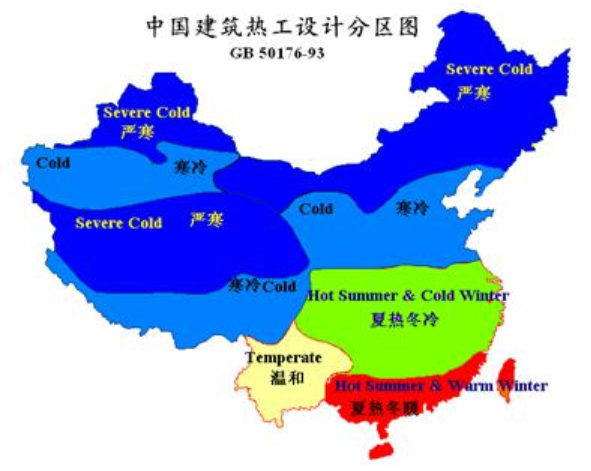 中国建筑热工设计分区图
GB 50176-93
Severe Cold
严寒
Severe Cold
严寒
Cold
寒冷
Cold
寒冷
Severe Cold
严寒
寒冷Cold
Hot Summer & Cold Winter
夏热冬冷
Temperate
温和
Hot Summer & Warm Winter
夏热冬暖